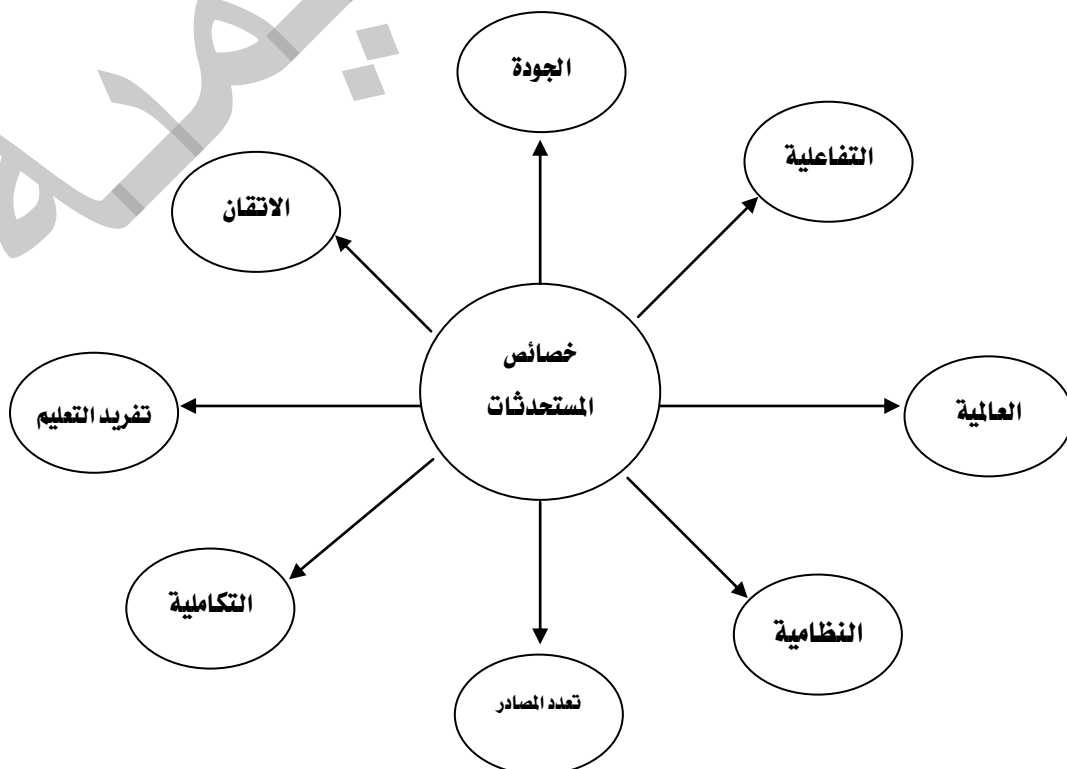 الجودة
التفاعلية
الاتقان
خصائص
المستحدثات
تفريد التعليم
العالمية
التكاملية
النظامية
تعدد المصادر